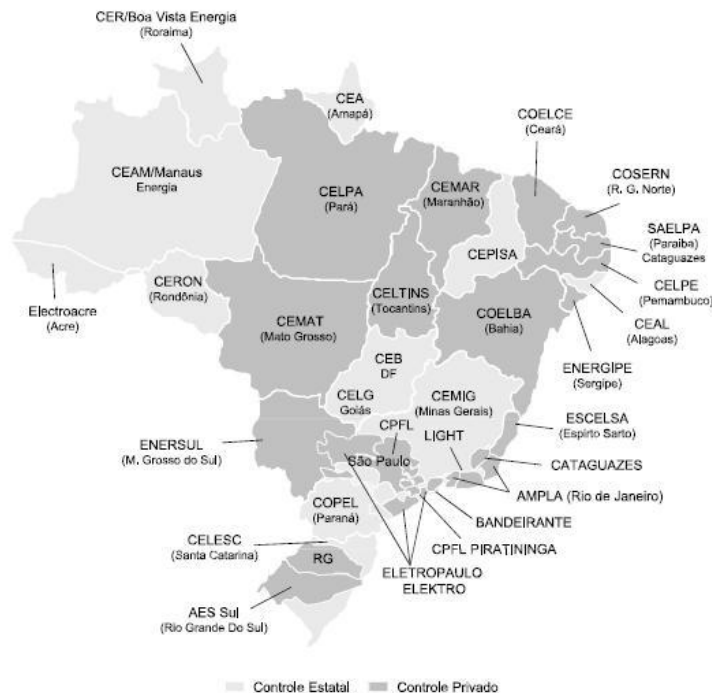 CER/Boa Vista Energia
(Roraima)
CEA
(Amapá)
COELCE
(Ceará)
CEAM/Manaus
Energia
CELPA
(Pará)
CEMAR
(Maranhão)
COSERN
(R. G. Norte)
SAELPA
(Paraiba)
Cataguazes
CEPISA
CELPE
(Pemambuco)
CERON
(Rondônia)
CELTINS
(Tocantins)
Electroacre
(Acre)
CEMAT
(Mato Grosso)
COELBA
(Bahia)
CEAL
(Alagoas)
CEB
DF
ENERGIPE
(Sergipe)
CELG
Goiás
CEMIG
(Minas Gerais)
ESCELSA
(Espirto Sarto)
CPFL
LIGHT
ENERSUL
(M. Grosso do Sul)
São Paulo
CATAGUAZES
AMPLA (Rio de Janeiro)
COPEL
(Paraná)
BANDEIRANTE
CPFL PIRATININGA
CELESC
(Santa Catarina)
RG
ELETROPAULO
ELEKTRO
AES Sul
(Rio Grande Do Sul)
Controle Estatal
Controle Privado